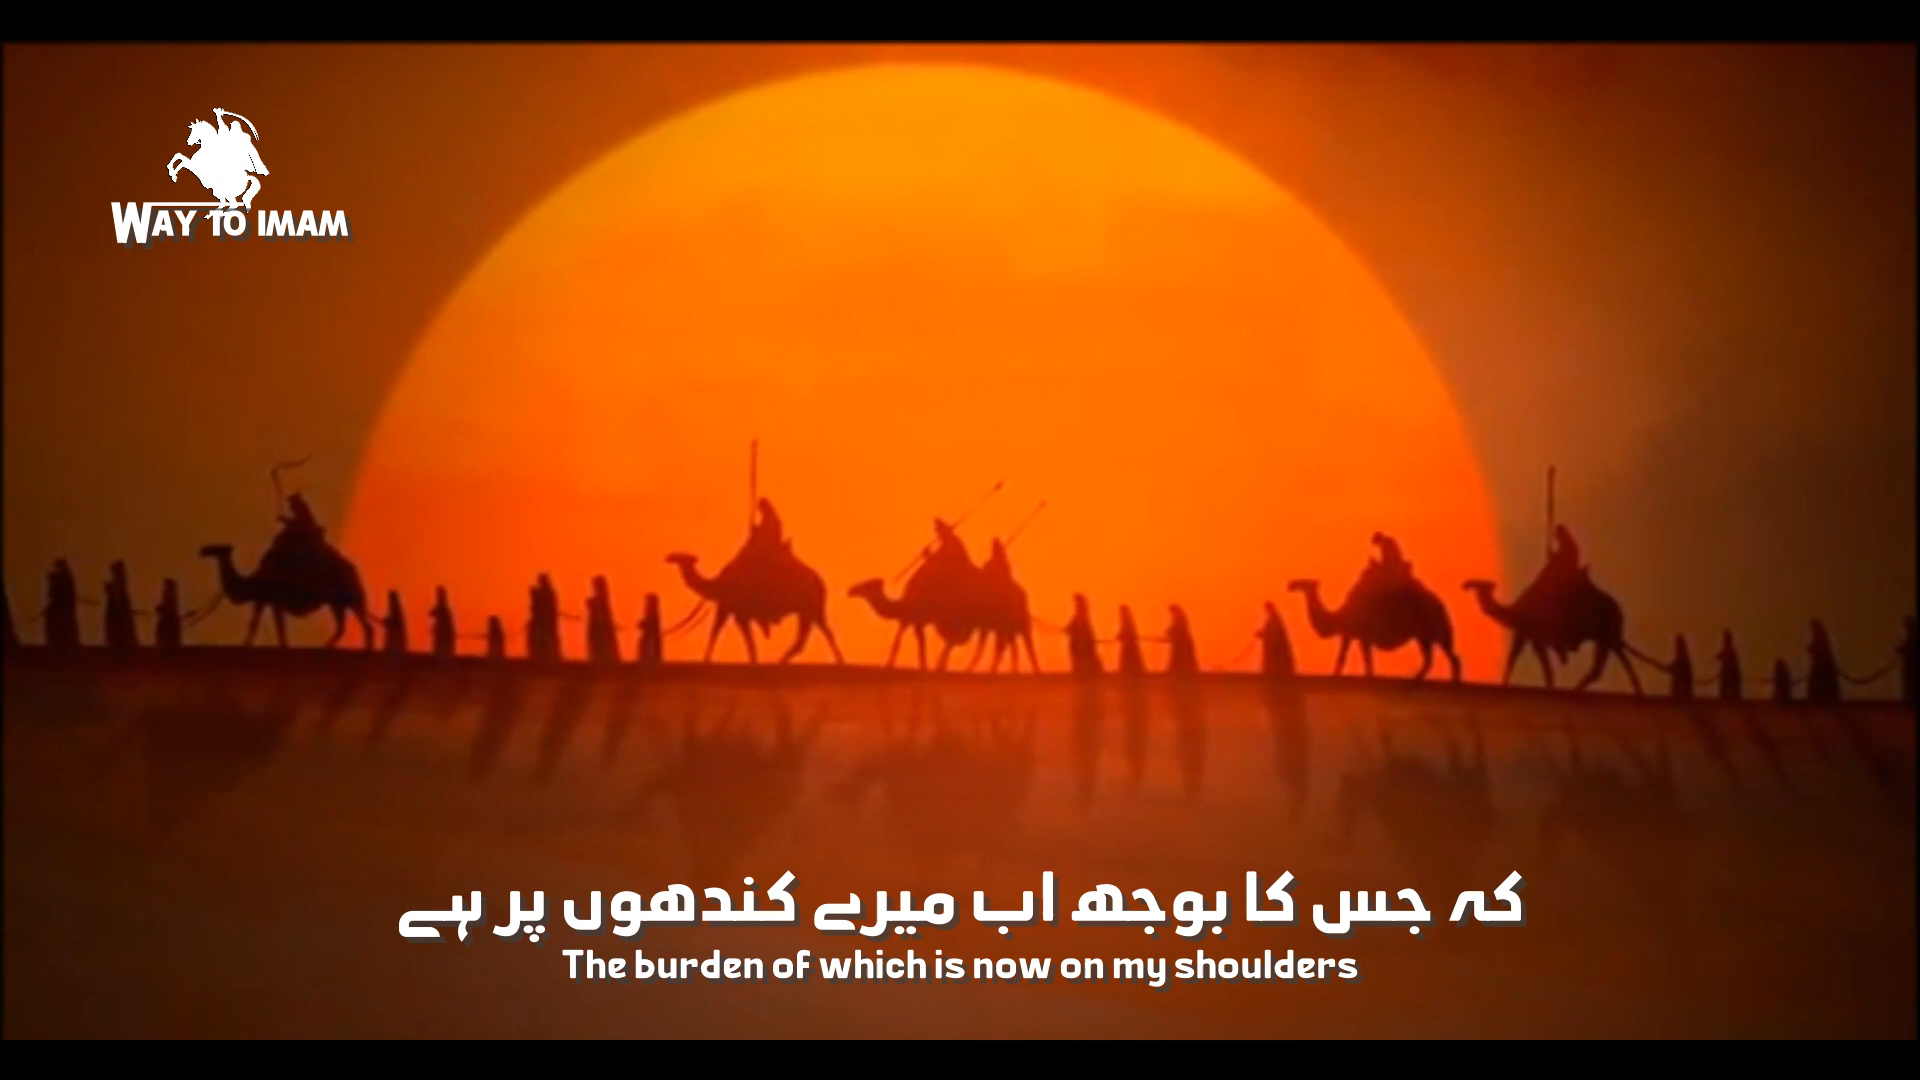 WAY TO IMAM
کہ جس کا بوجھ اب میرے کندھوں پر ہے
The burden of which is now on my shoulders